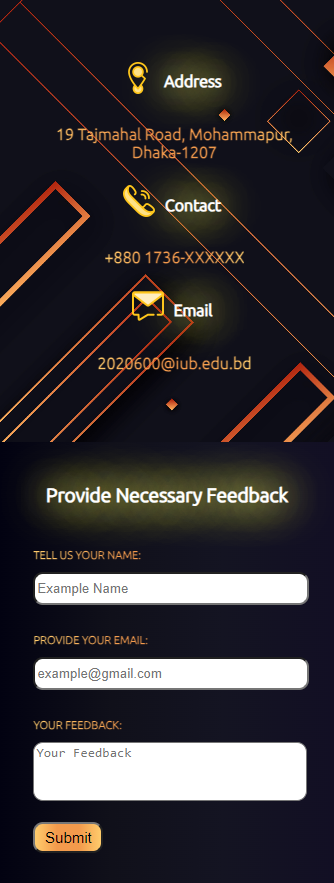 Address
19 Tajmahal Road, Mohammapur,
Dhaka-1207
Contact
+880 1736-XXXXXX
Email
2020600@iub.edu.bd
Provide Necessary Feedback
TELL US YOUR NAME:
Example Name
PROVIDE YOUR EMAIL:
example@gmail.com
YOUR FEEDBACK:
Your Feedback
Submit